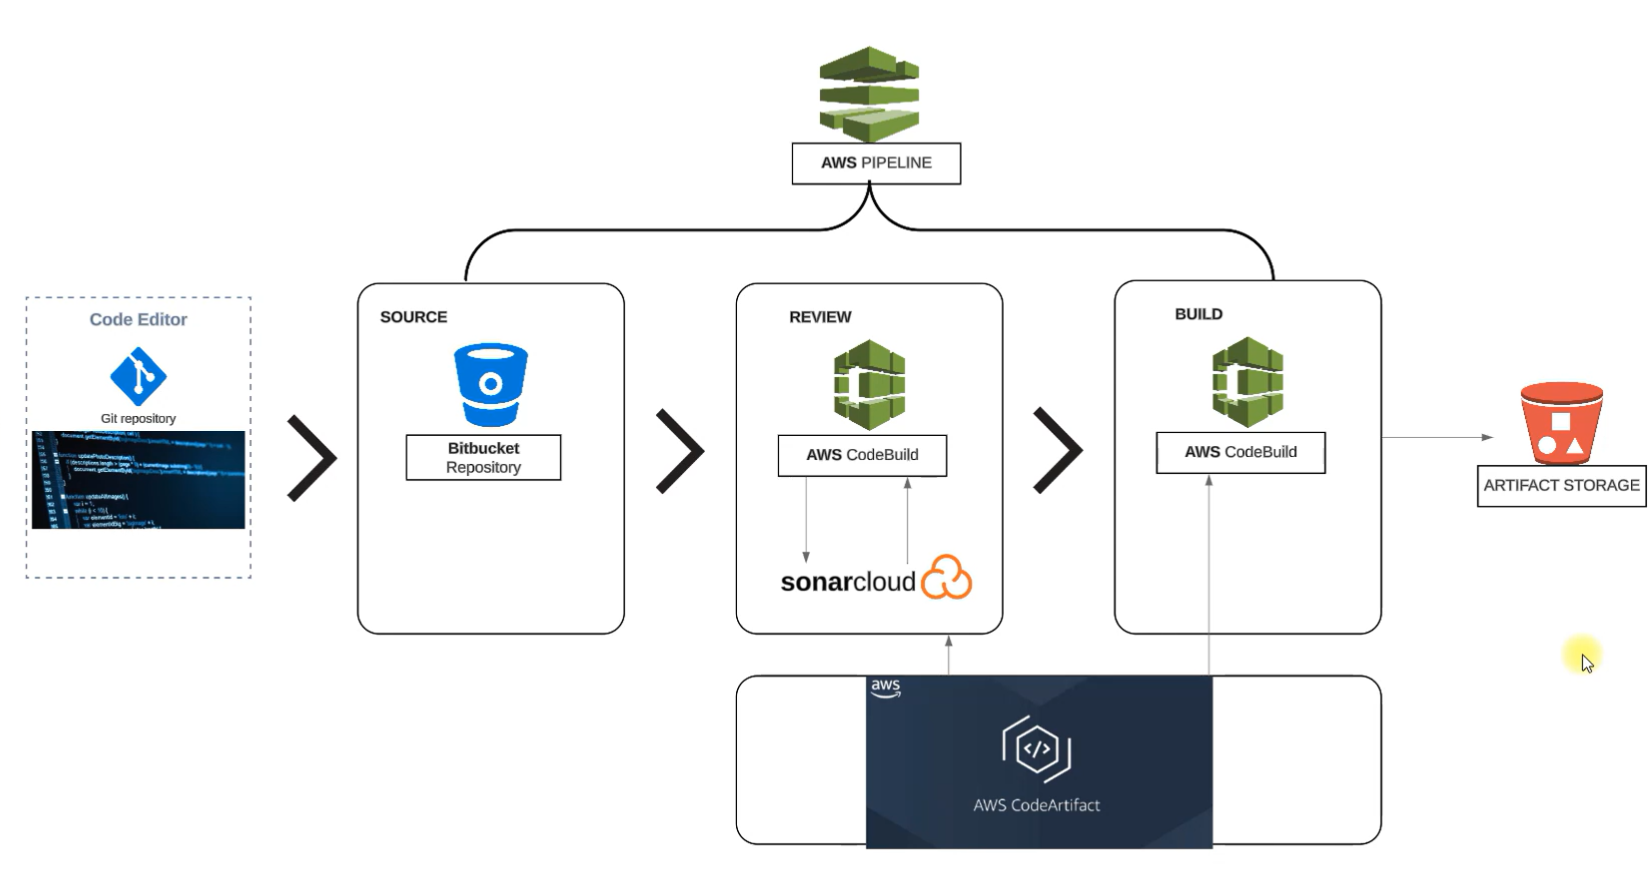 AWS PIPELINE
Code Editor
Git repository
SOURCE
Bitbucket
Repository
REVIEW
AWS CodeBuild
sonarcloud
BUILD
AWS CodeBuild
ARTIFACT STORAGE
aws
AWS CodeArtifact